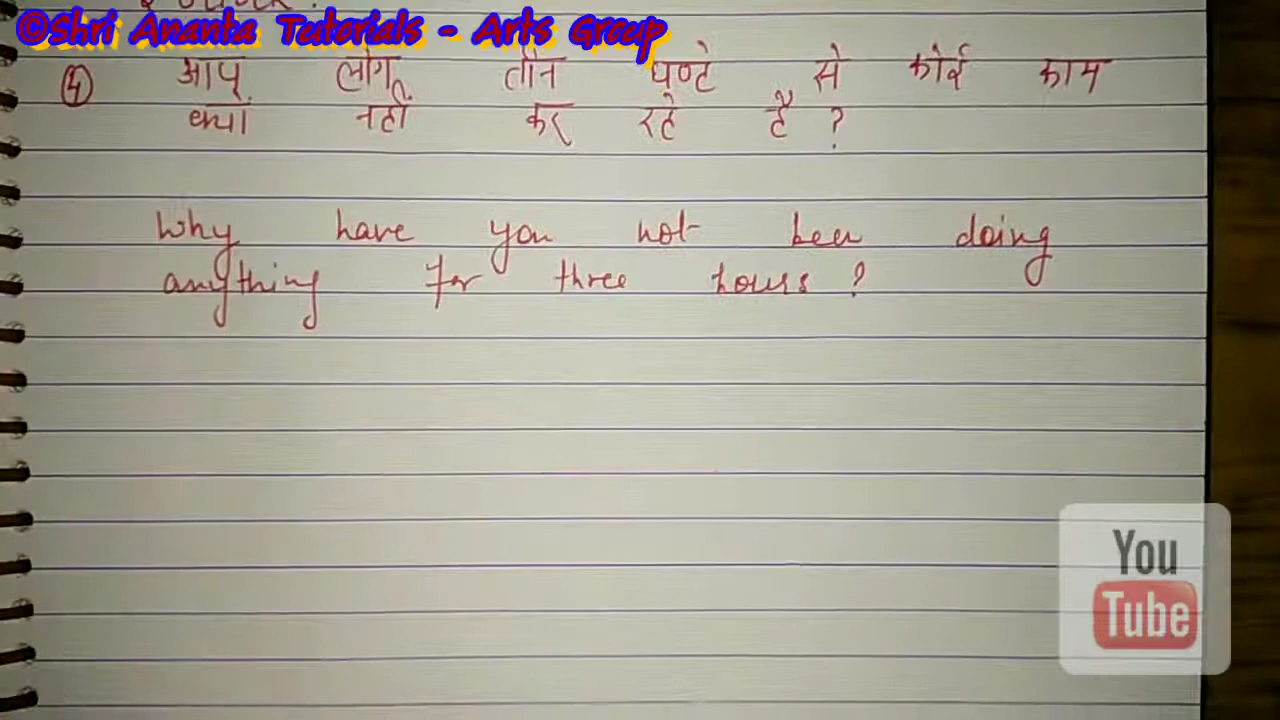 ©Shri Ananta Tutorials - Arts Group
④ आप लोग तीन घण्टे से कोई काम
क्यों नहीं कर रहे हैं ?
Why have you not been doing
anything for three hours ?
You
Tube